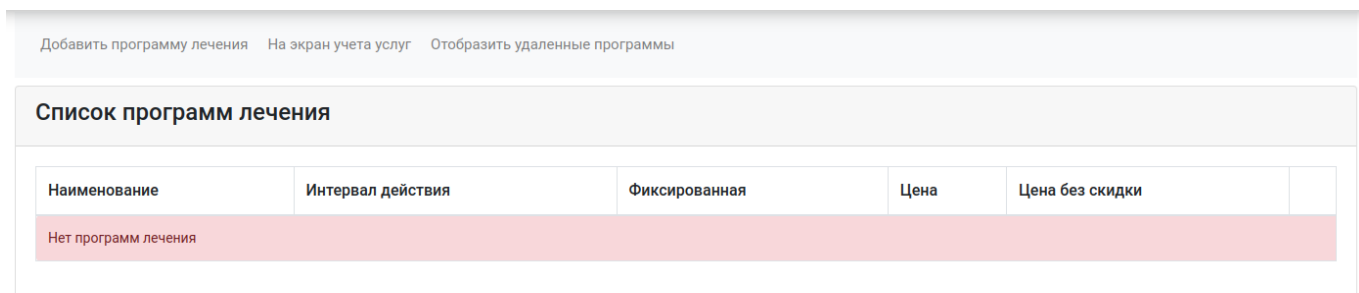 Добавить программу лечения На экран учета услуг Отобразить удаленные программы
Список программ лечения
Наименование Интервал действия Фиксированная Цена Цена без скидки
Нет программ лечения